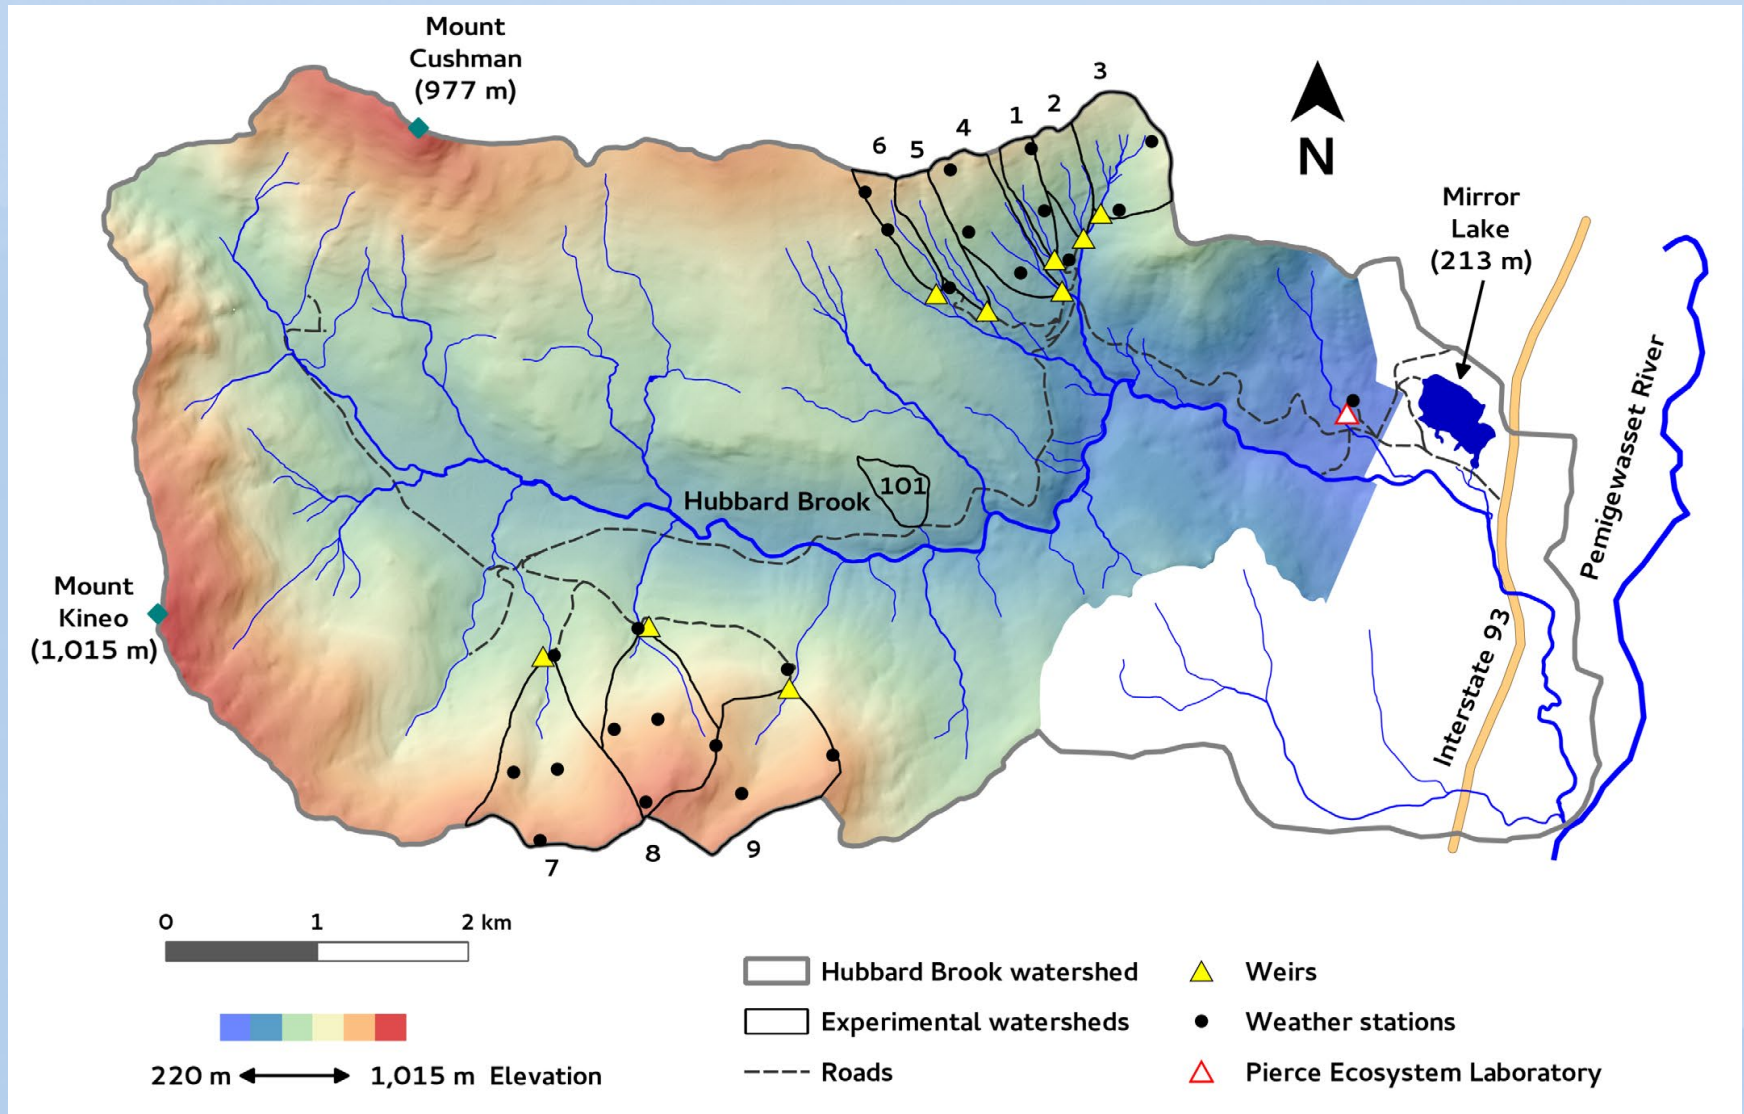 Mount
Cushman
(977 m)
3
2
1
4
5
6
N
Mirror
Lake
(213 m)
Pemigewasset River
101
Hubbard Brook
Mount
Kineo
(1,015 m)
Interstate 93
7
8
9
0 1 2 km
220 m 1,015 m Elevation
Hubbard Brook watershed
Experimental watersheds
Roads
Weirs
Weather stations
Pierce Ecosystem Laboratory